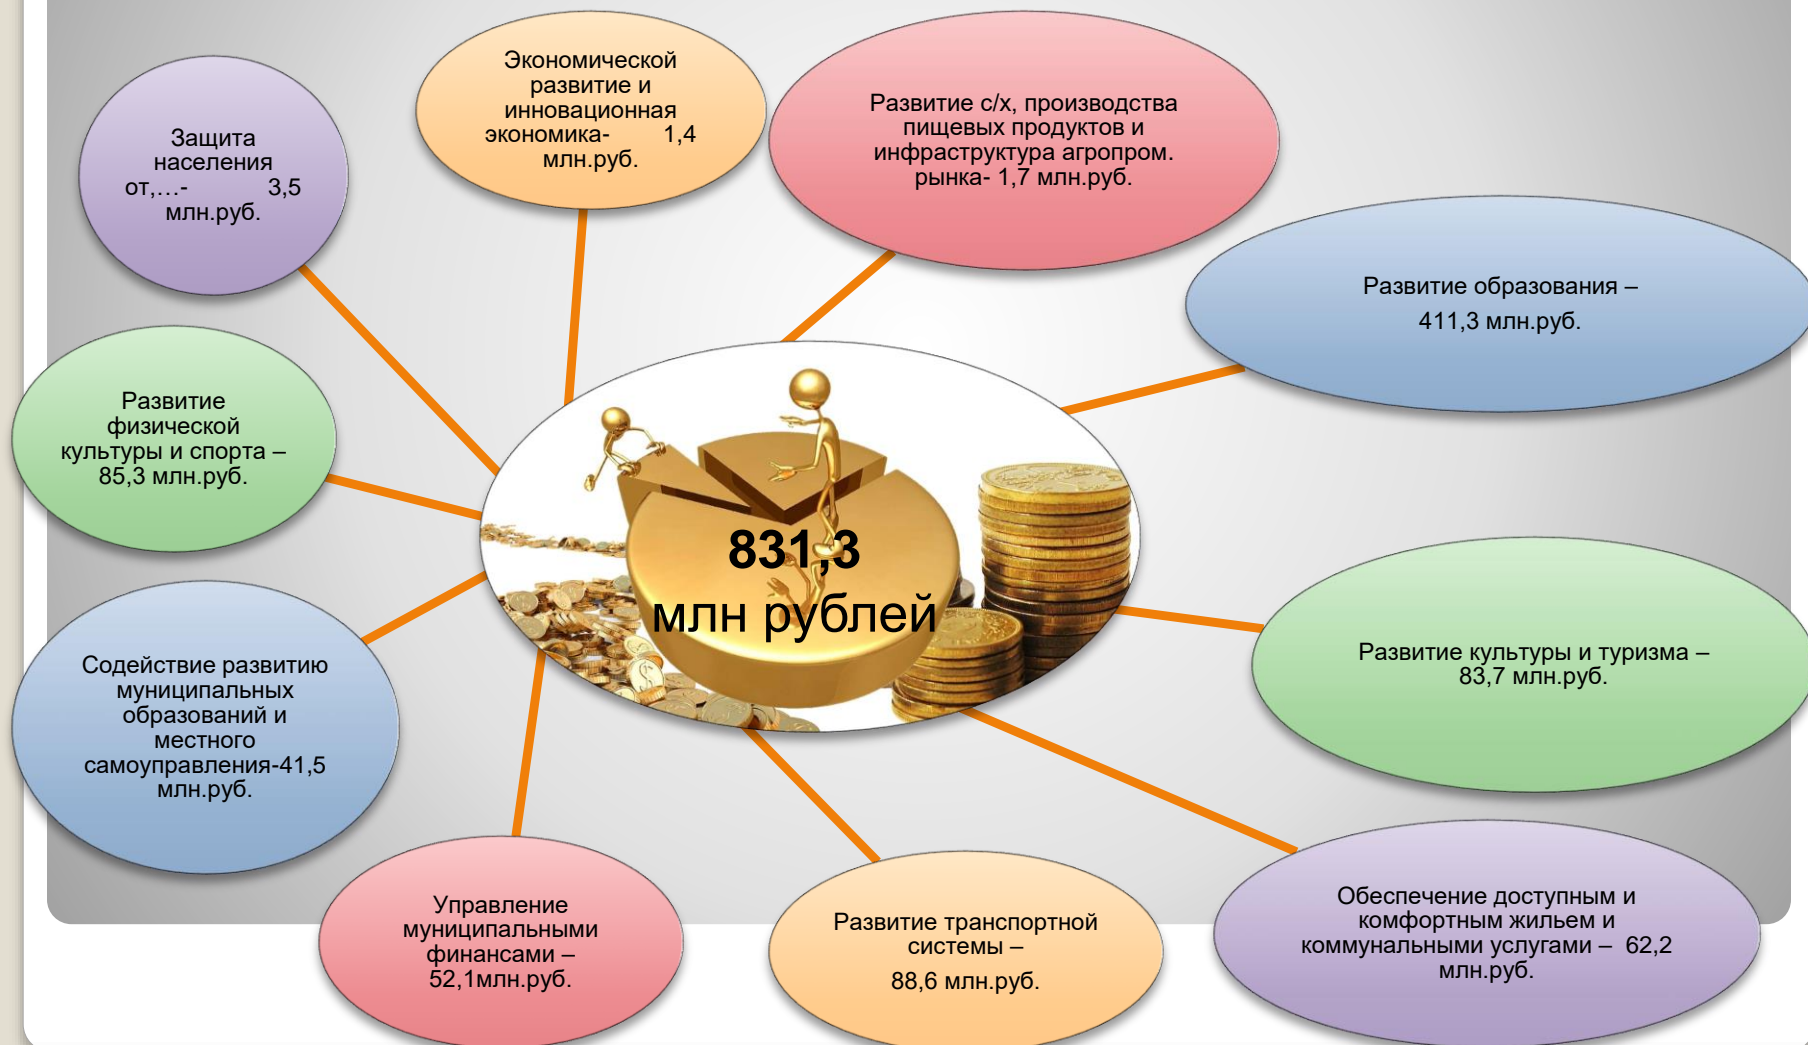 Экономической
развитие и
инновационная
экономика- 1,4
млн.руб.
Развитие с/х, производства
пищевых продуктов и
инфраструктура агропром.
рынка- 1,7 млн.руб.
Защита
населения
от,...- 3,5
млн.руб.
Развитие образования –
411,3 млн.руб.
Развитие
физической
культуры и спорта –
85,3 млн.руб.
831,3
млн рублей
Развитие культуры и туризма –
83,7 млн.руб.
Содействие развитию
муниципальных
образований и
местного
самоуправления-41,5
млн.руб.
Управление
муниципальными
финансами –
52,1млн.руб.
Развитие транспортной
системы –
88,6 млн.руб.
Обеспечение доступным и
комфортным жильем и
коммунальными услугами – 62,2
млн.руб.